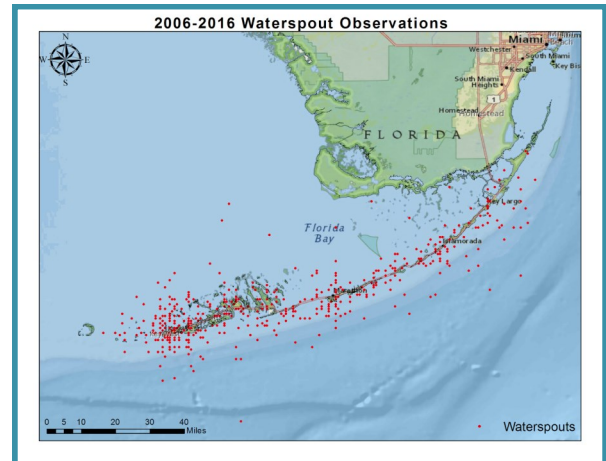 2006-2016 Waterspout Observations
N
W
E
S
Miami
Westchester
South Miami
Key Bis
Kendall
South Miami
Heights
1
Homestead
Homestead
FLORIDA
Key Largo
Florida
Bay
Islamorada
Marathon
0 5 10 20 30 40
Miles
Waterspouts